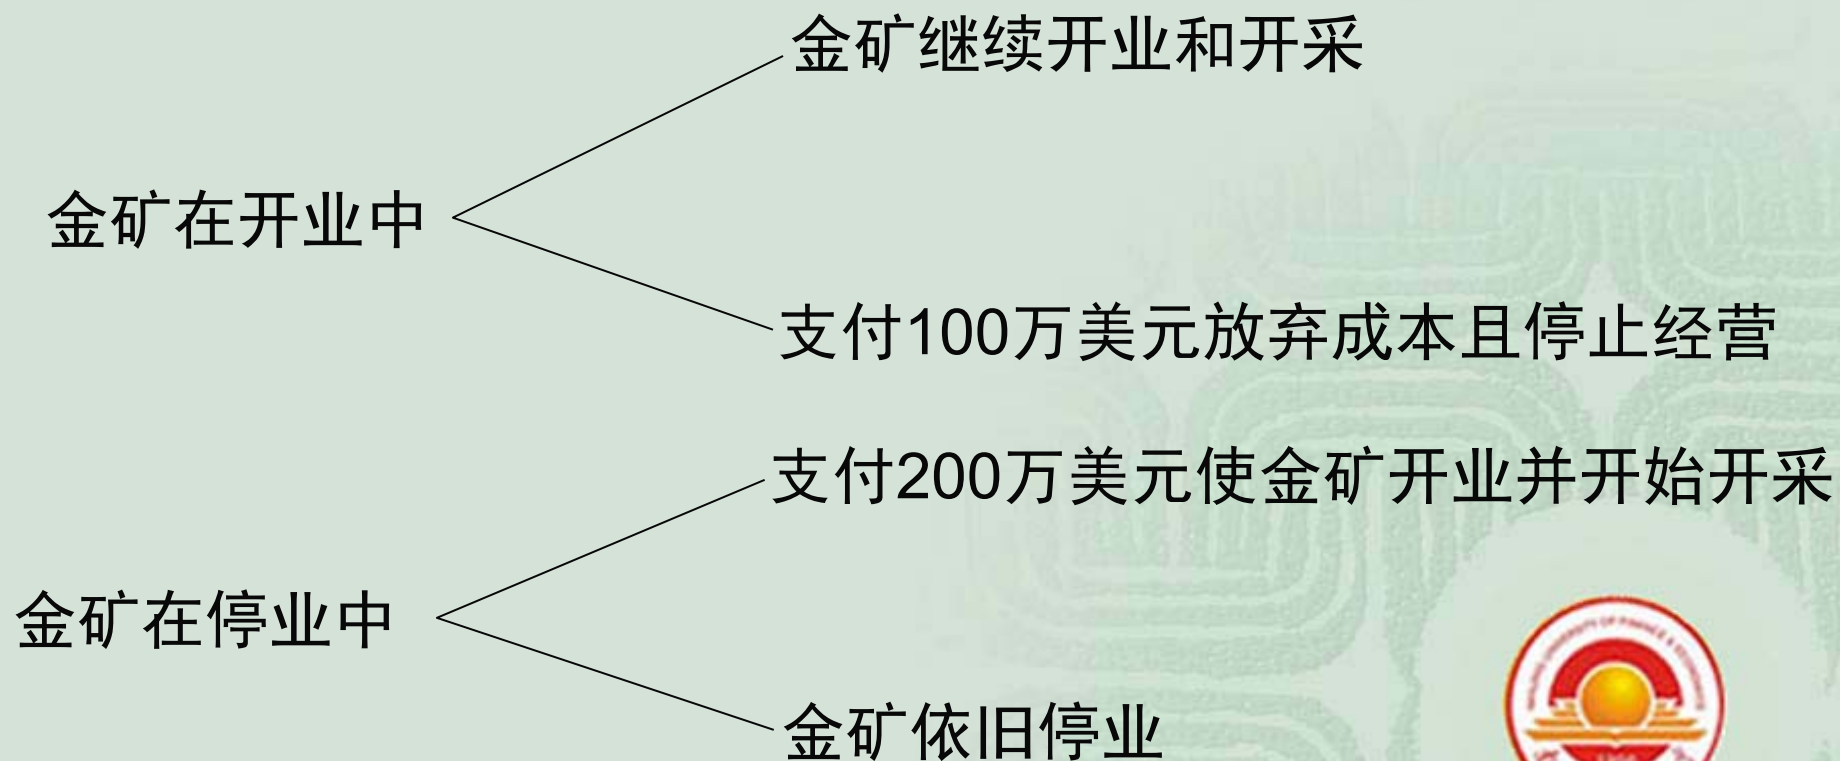 金矿继续开业和开采
金矿在开业中
支付100万美元放弃成本且停止经营
支付200万美元使金矿开业并开始开采
金矿在停业中
金矿依旧停业